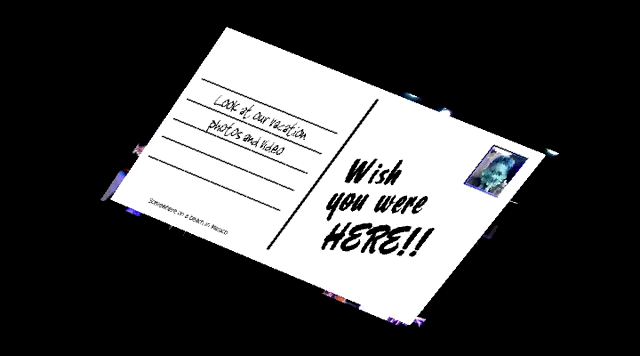 Look at our vacation
photos and video
Somewhere on a beach in Mexico
Wish
you were
HERE!!